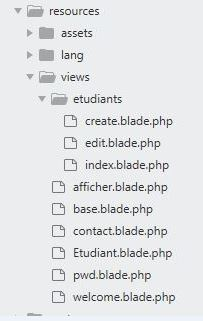 resources
assets
lang
views
etudiants
create.blade.php
edit.blade.php
index.blade.php
afficher.blade.php
base.blade.php
contact.blade.php
Etudiant.blade.php
pwd.blade.php
welcome.blade.php